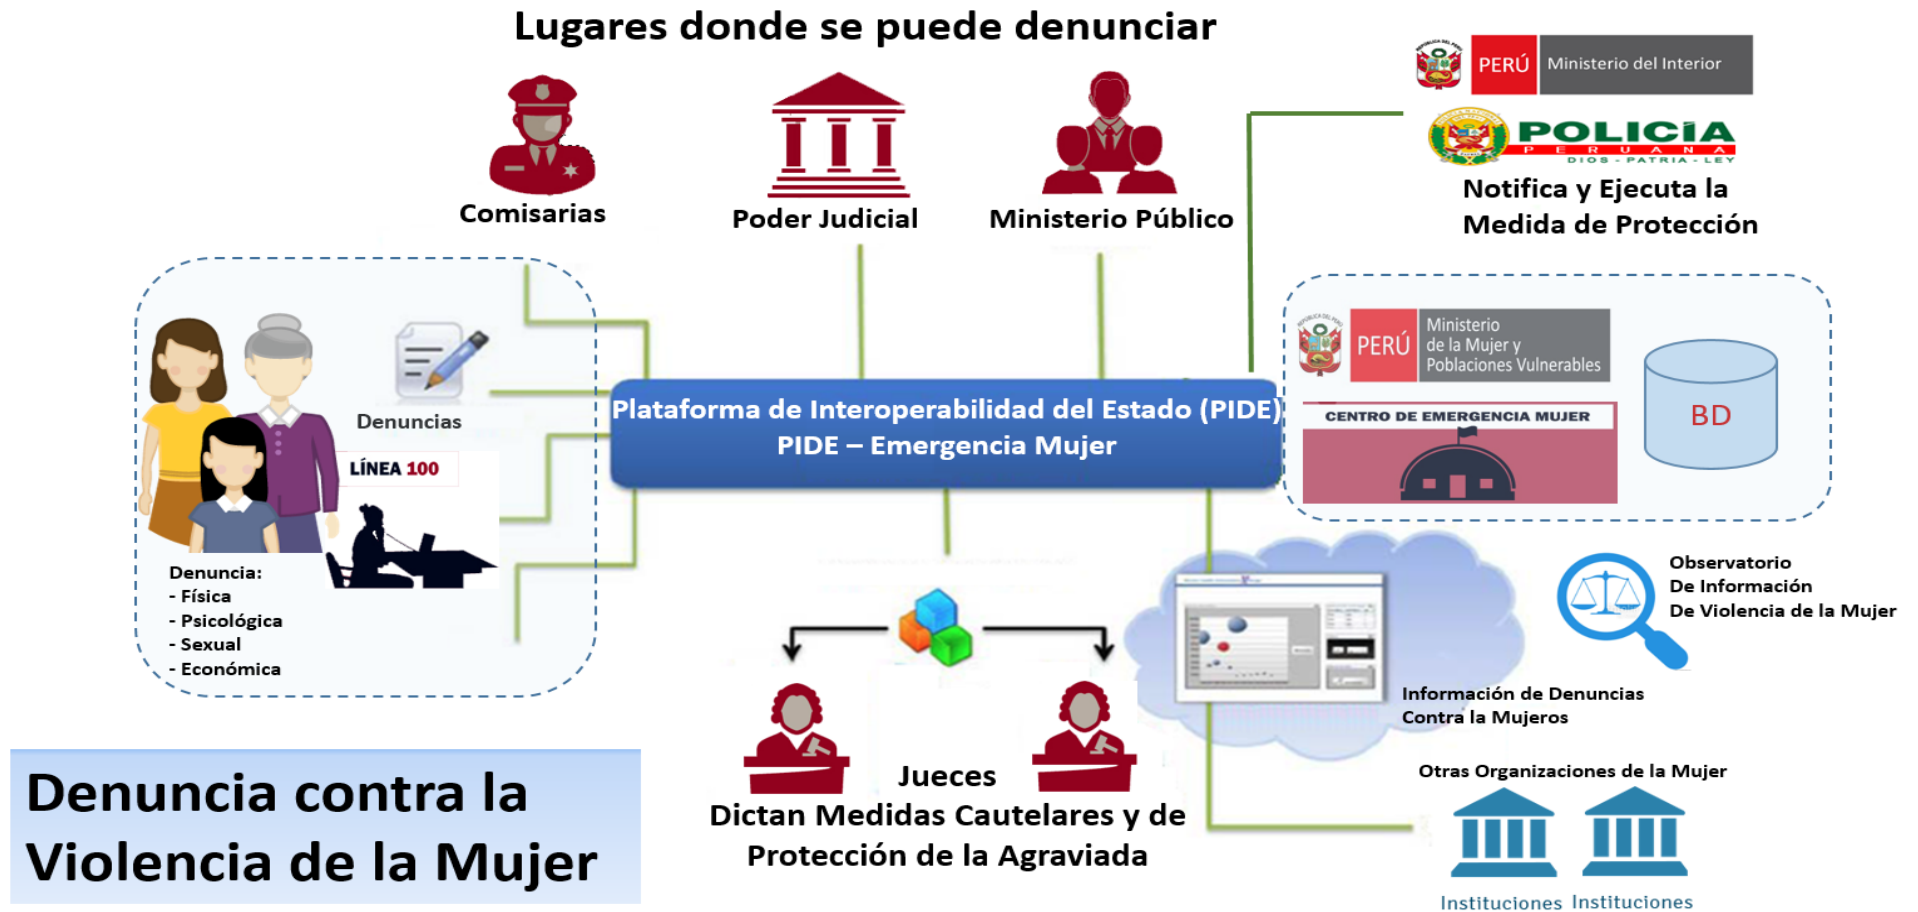 Lugares donde se puede denunciar
Comisarias
Poder Judicial
Ministerio Público
PERÚ
Ministerio del Interior
POLICÍA
PERUANA
DIOS - PATRIA - LEY
Notifica y Ejecuta la
Medida de Protección
Denuncias
LÍNEA 100
Denuncia:
- Física
- Psicológica
- Sexual
- Económica
Plataforma de Interoperabilidad del Estado (PIDE)
PIDE – Emergencia Mujer
PERÚ
Ministerio
de la Mujer y
Poblaciones Vulnerables
CENTRO DE EMERGENCIA MUJER
BD
Observatorio
De Información
De Violencia de la Mujer
Información de Denuncias
Contra la Mujeros
Jueces
Dictan Medidas Cautelares y de
Protección de la Agraviada
Otras Organizaciones de la Mujer
Instituciones
Instituciones
Denuncia contra la
Violencia de la Mujer